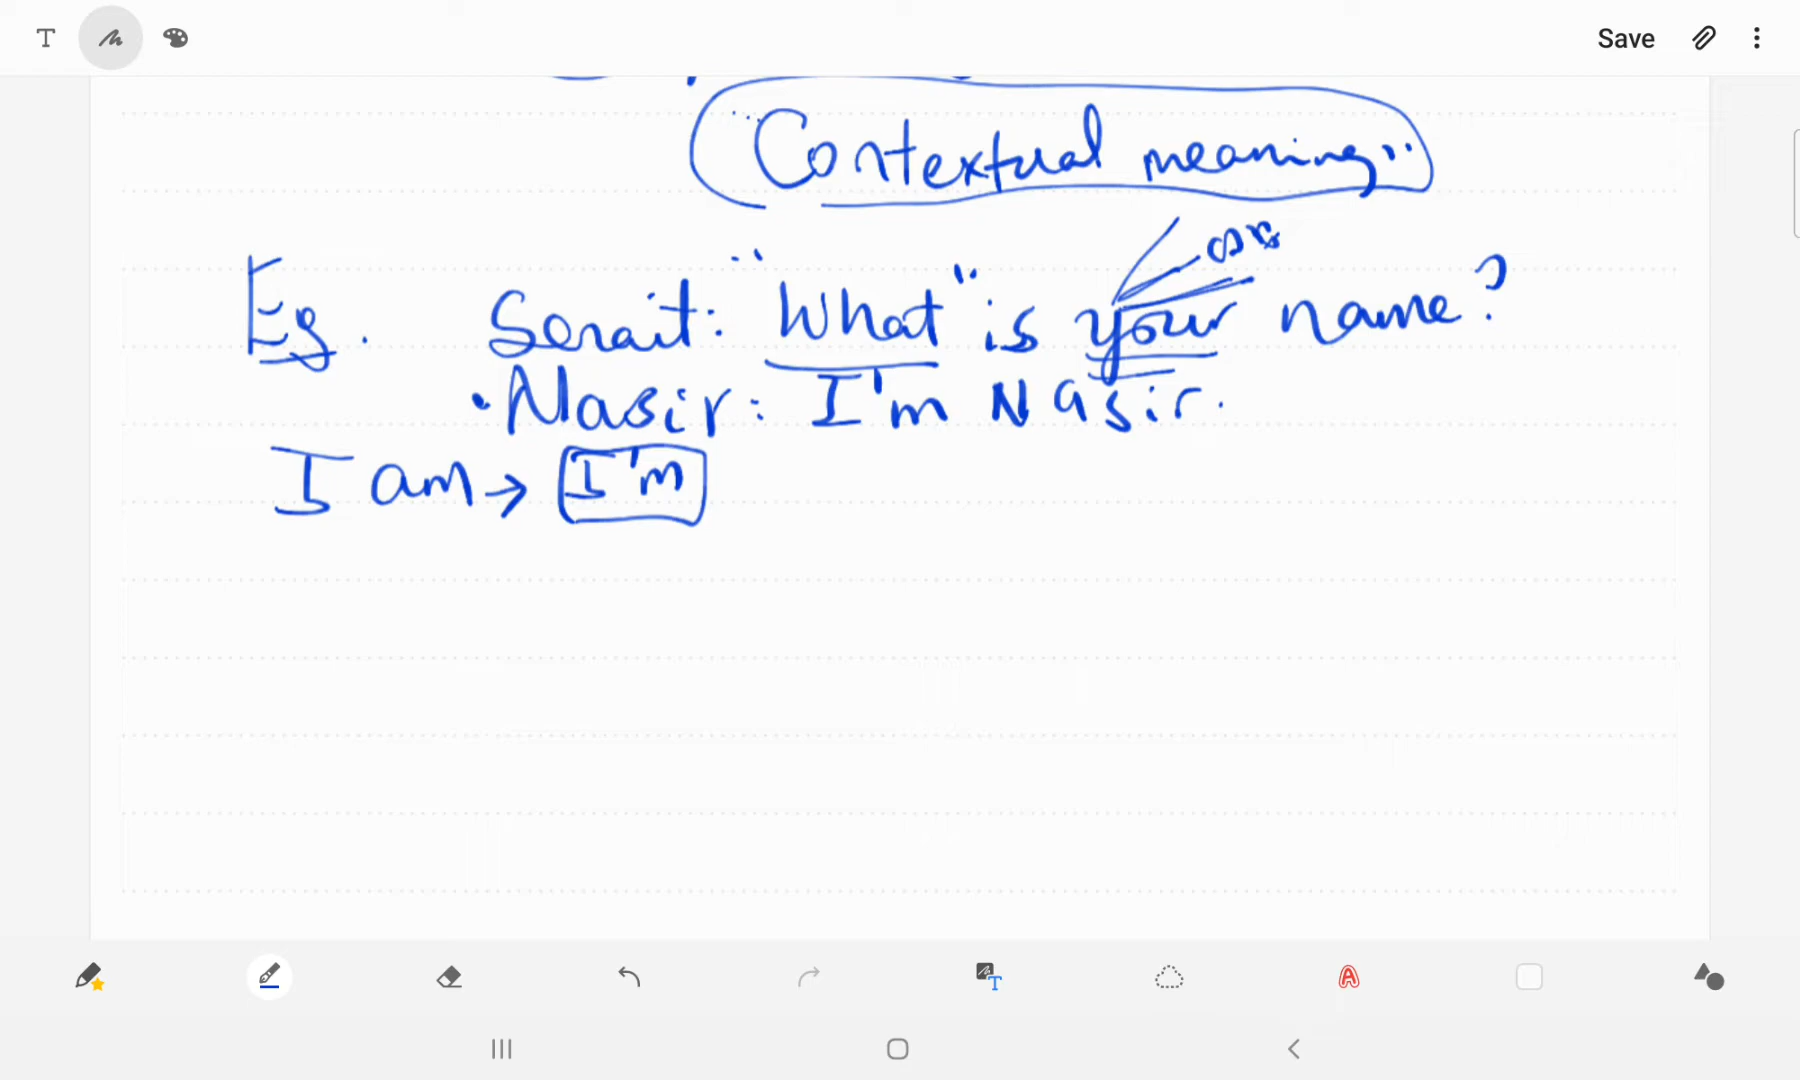 Save
"Contextual meaning"
Eg. Serait: "What" is your name?
• Nasir: I'm Nasir.
I am → I'm